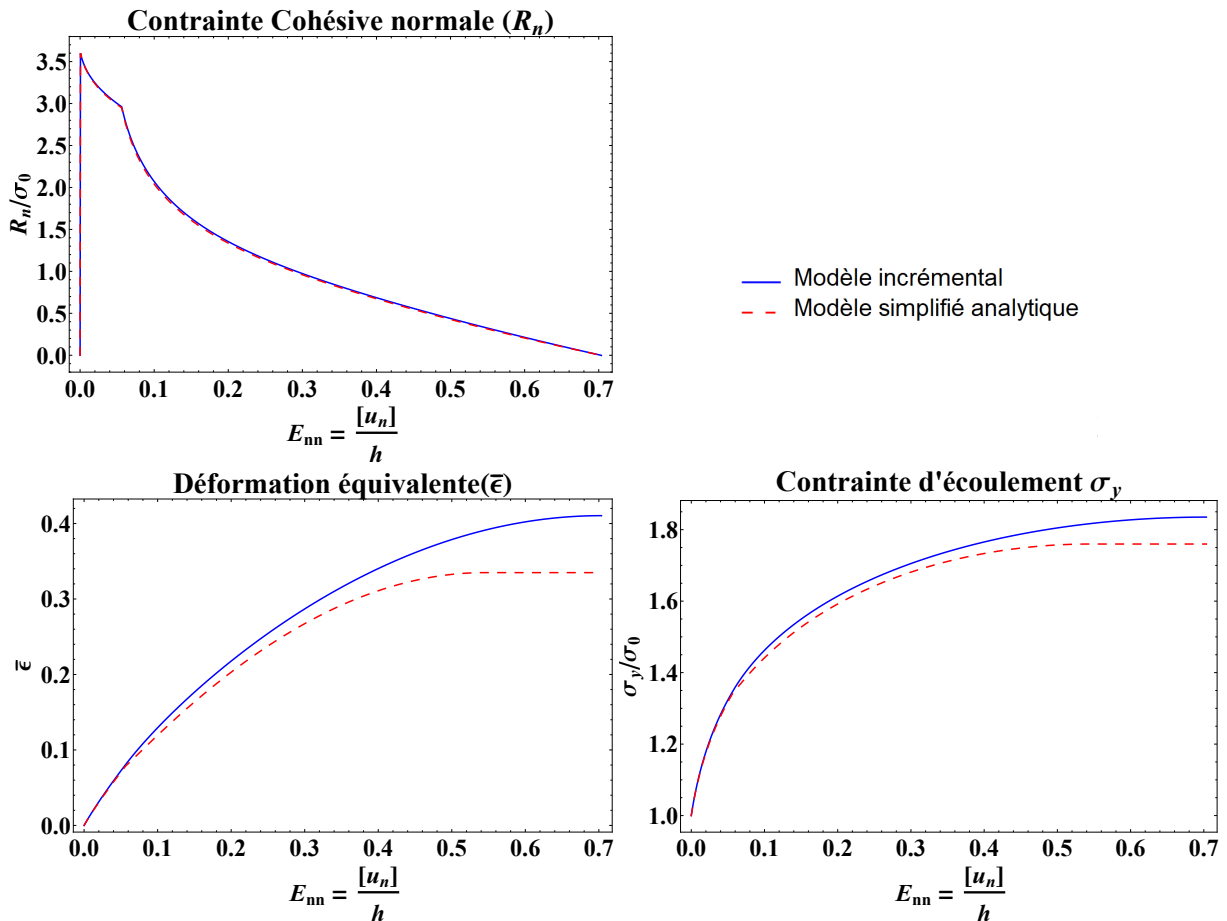 Contrainte Cohésive normale (Rₙ)
Rₙ/σ₀
3.5
3.0
2.5
2.0
1.5
1.0
0.5
0.0
0.0 0.1 0.2 0.3 0.4 0.5 0.6 0.7
Eₙₙ = [uₙ]/h
Modèle incrémental
Modèle simplifié analytique
Déformation équivalente(ε̄)
ε̄
0.4
0.3
0.2
0.1
0.0
0.0 0.1 0.2 0.3 0.4 0.5 0.6 0.7
Eₙₙ = [uₙ]/h
Contrainte d'écoulement σ_y
σ_y/σ₀
1.8
1.6
1.4
1.2
1.0
0.0 0.1 0.2 0.3 0.4 0.5 0.6 0.7
Eₙₙ = [uₙ]/h